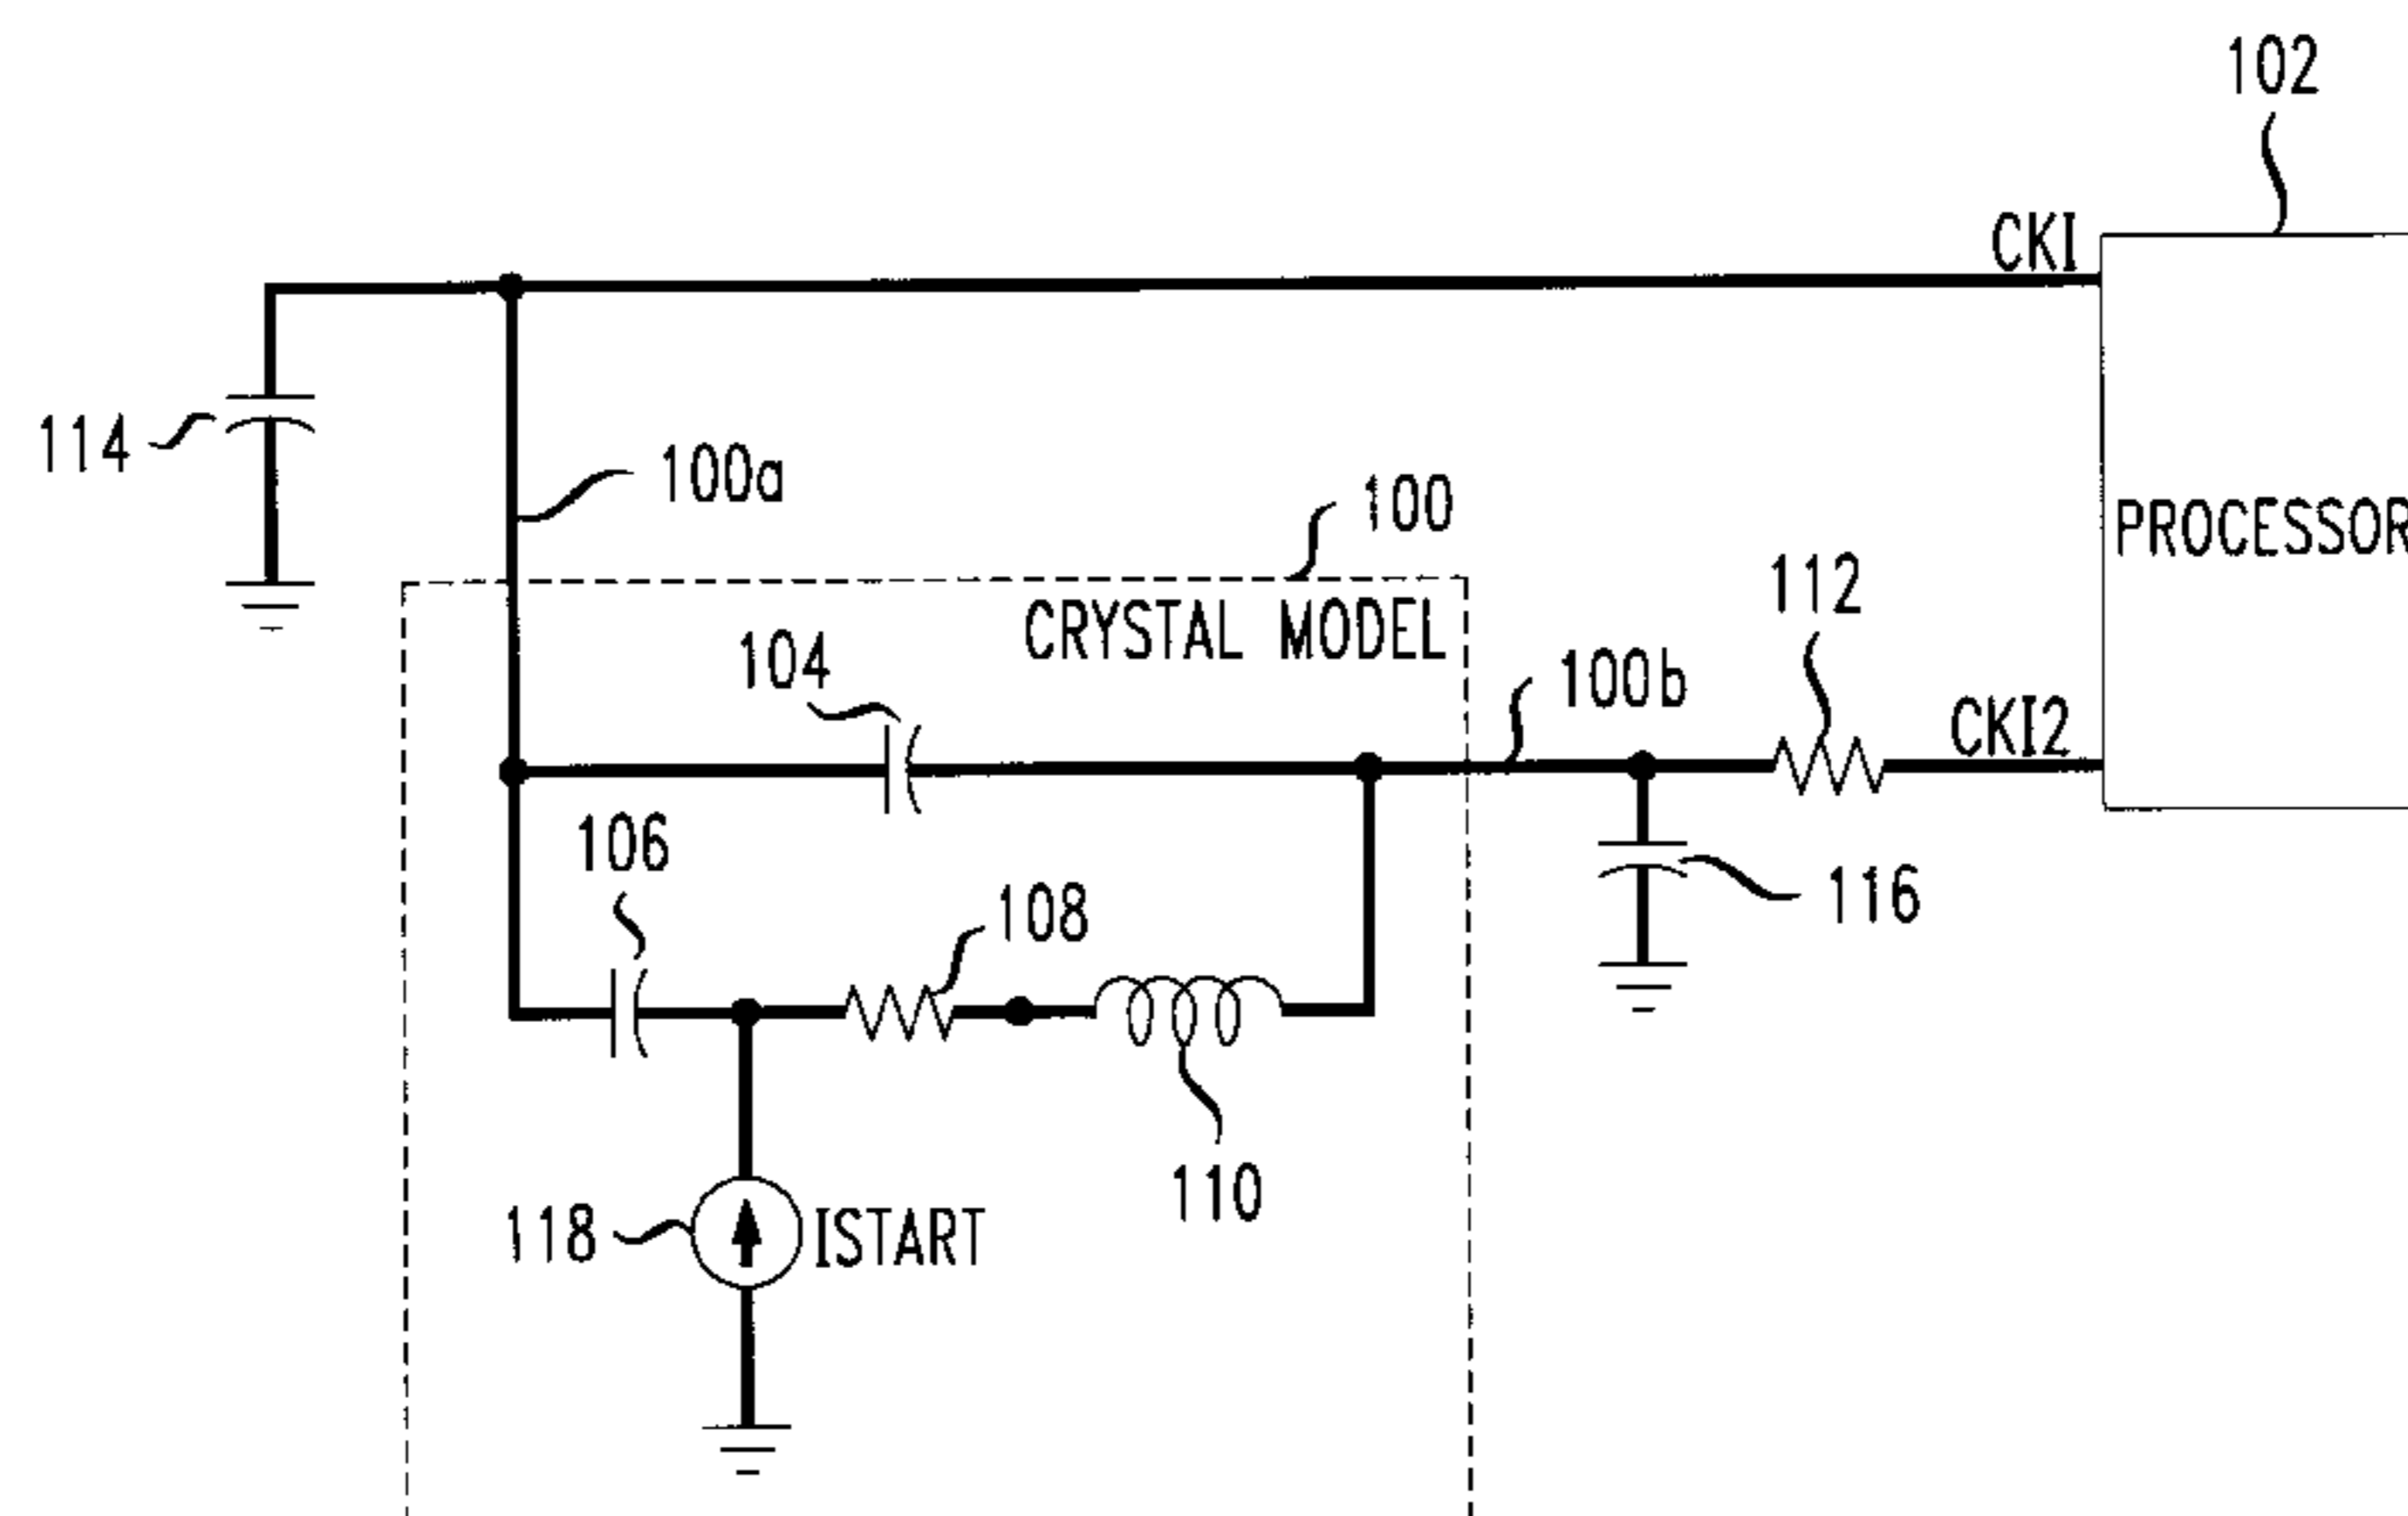 102
CKI
114
100a
100
PROCESSOR
112
CRYSTAL MODEL
104
100b
CKI2
106
108
116
110
118
ISTART